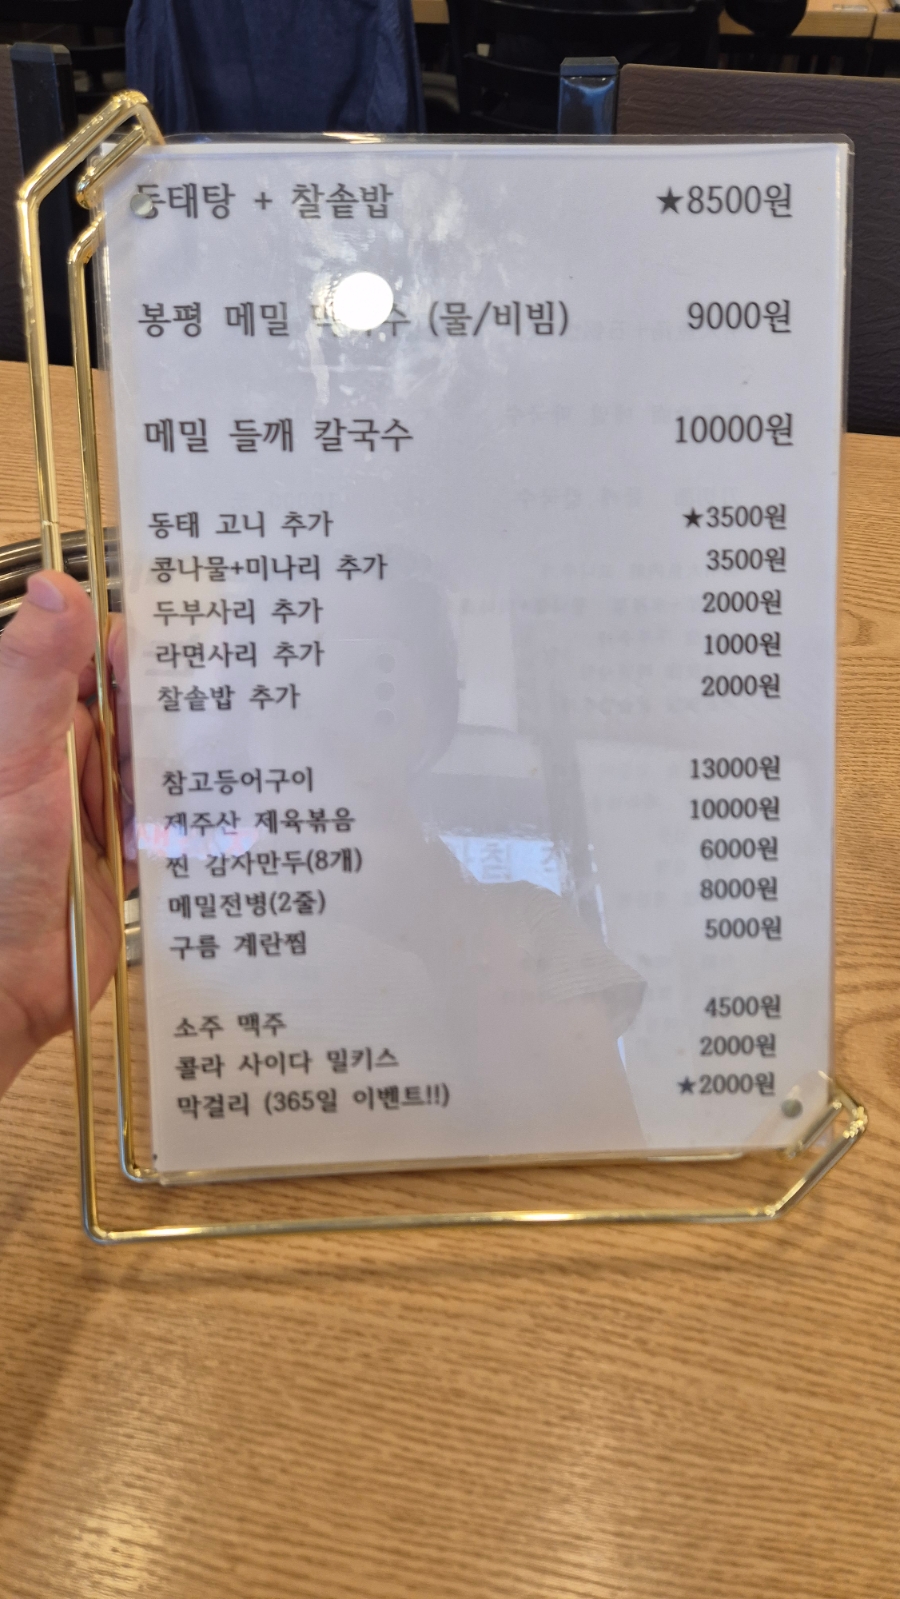 동태탕 + 찰솥밥 ★8500원
봉평 메밀 (물/비빔) 9000원
메밀 들깨 칼국수 10000원
동태 고니 추가 ★3500원
콩나물+미나리 추가 3500원
두부사리 추가 2000원
라면사리 추가 1000원
찰솥밥 추가 2000원
참고등어구이 13000원
제주산 제육볶음 10000원
찐 감자만두(8개) 6000원
메밀전병(2줄) 8000원
구름 계란찜 5000원
소주 맥주 4500원
콜라 사이다 밀키스 2000원
막걸리 (365일 이벤트!!) ★2000원